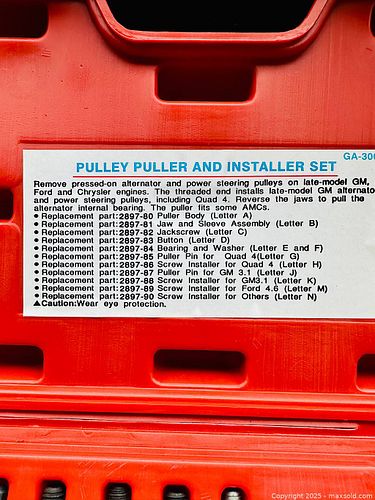 GA-300
PULLEY PULLER AND INSTALLER SET
Remove pressed-on alternator and power steering pulleys on late-model GM,
Ford and Chrysler engines. The threaded end installs late-model GM alternato
and power steering pulleys, including Quad 4. Reverse the jaws to pull the
alternator internal bearing. The puller fits some AMCs.
● Replacement part:2897-80 Puller Body (Letter A)
● Replacement part:2897-81 Jaw and Sleeve Assembly (Letter B)
● Replacement part:2897-82 Jackscrew (Letter C)
● Replacement part:2897-83 Button (Letter D)
● Replacement part:2897-84 Bearing and Washer (Letter E and F)
● Replacement part:2897-85 Puller Pin for Quad 4(Letter G)
● Replacement part:2897-86 Screw Installer for Quad 4 (Letter H)
● Replacement part:2897-87 Puller Pin for GM 3.1 (Letter J)
● Replacement part:2897-88 Screw Installer for GM3.1 (Letter K)
● Replacement part:2897-89 Screw Installer for Ford 4.6 (Letter M)
● Replacement part:2897-90 Screw Installer for Others (Letter N)
▲Caution:Wear eye protection.
Copyright 2025 - maxsold.com